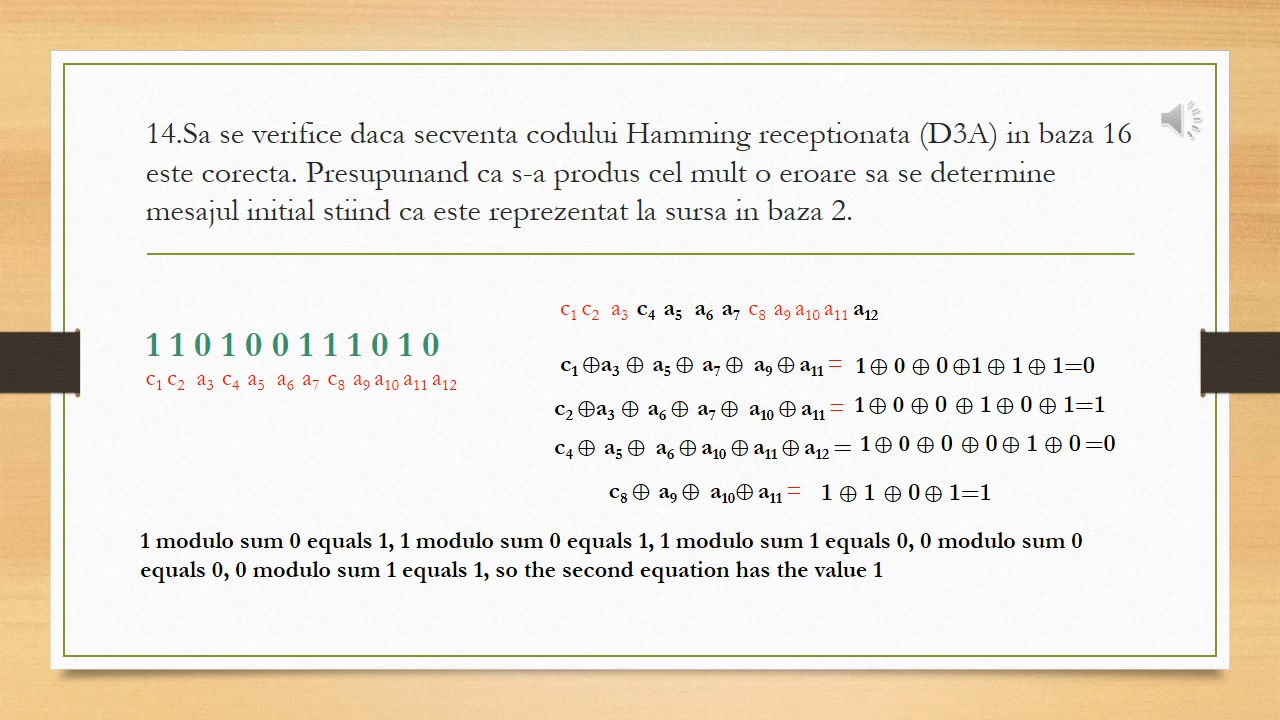 14.Sa se verifice daca secventa codului Hamming receptionata (D3A) in baza 16
este corecta. Presupunand ca s-a produs cel mult o eroare sa se determine
mesajul initial stiind ca este reprezentat la sursa in baza 2.
1 1 0 1 0 0 1 1 1 0 1 0
c₁ c₂ a₃ c₄ a₅ a₆ a₇ c₈ a₉ a₁₀ a₁₁ a₁₂
c₁ c₂ a₃ c₄ a₅ a₆ a₇ c₈ a₉ a₁₀ a₁₁ a₁₂
c₁ ⊕a₃ ⊕ a₅ ⊕ a₇ ⊕ a₉ ⊕ a₁₁ = 1 ⊕ 0 ⊕ 0 ⊕1 ⊕ 1 ⊕ 1=0
c₂ ⊕a₃ ⊕ a₆ ⊕ a₇ ⊕ a₁₀ ⊕ a₁₁ = 1 ⊕ 0 ⊕ 0 ⊕ 1 ⊕ 0 ⊕ 1=1
c₄ ⊕ a₅ ⊕ a₆ ⊕ a₁₀ ⊕ a₁₁ ⊕ a₁₂ = 1 ⊕ 0 ⊕ 0 ⊕ 0 ⊕ 1 ⊕ 0 =0
c₈ ⊕ a₉ ⊕ a₁₀⊕ a₁₁ = 1 ⊕ 1 ⊕ 0 ⊕ 1=1
1 modulo sum 0 equals 1, 1 modulo sum 0 equals 1, 1 modulo sum 1 equals 0, 0 modulo sum 0
equals 0, 0 modulo sum 1 equals 1, so the second equation has the value 1